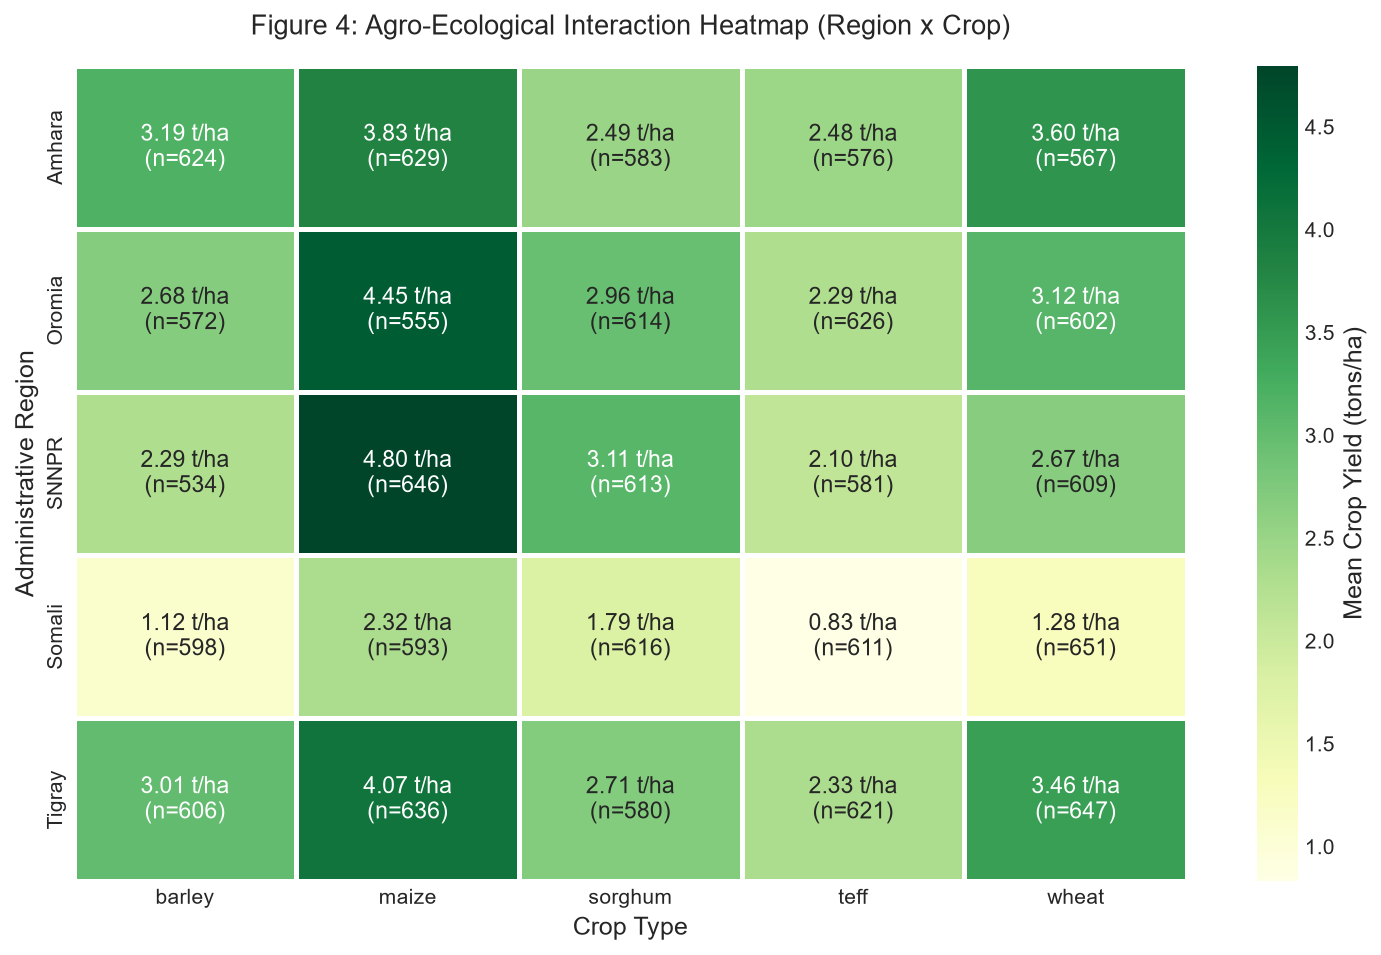 Figure 4: Agro-Ecological Interaction Heatmap (Region x Crop)
Administrative Region
Amhara
3.19 t/ha
(n=624)
3.83 t/ha
(n=629)
2.49 t/ha
(n=583)
2.48 t/ha
(n=576)
3.60 t/ha
(n=567)
Oromia
2.68 t/ha
(n=572)
4.45 t/ha
(n=555)
2.96 t/ha
(n=614)
2.29 t/ha
(n=626)
3.12 t/ha
(n=602)
SNNPR
2.29 t/ha
(n=534)
4.80 t/ha
(n=646)
3.11 t/ha
(n=613)
2.10 t/ha
(n=581)
2.67 t/ha
(n=609)
Somali
1.12 t/ha
(n=598)
2.32 t/ha
(n=593)
1.79 t/ha
(n=616)
0.83 t/ha
(n=611)
1.28 t/ha
(n=651)
Tigray
3.01 t/ha
(n=606)
4.07 t/ha
(n=636)
2.71 t/ha
(n=580)
2.33 t/ha
(n=621)
3.46 t/ha
(n=647)
barley
maize
sorghum
teff
wheat
Crop Type
4.5
4.0
3.5
3.0
2.5
2.0
1.5
1.0
Mean Crop Yield (tons/ha)